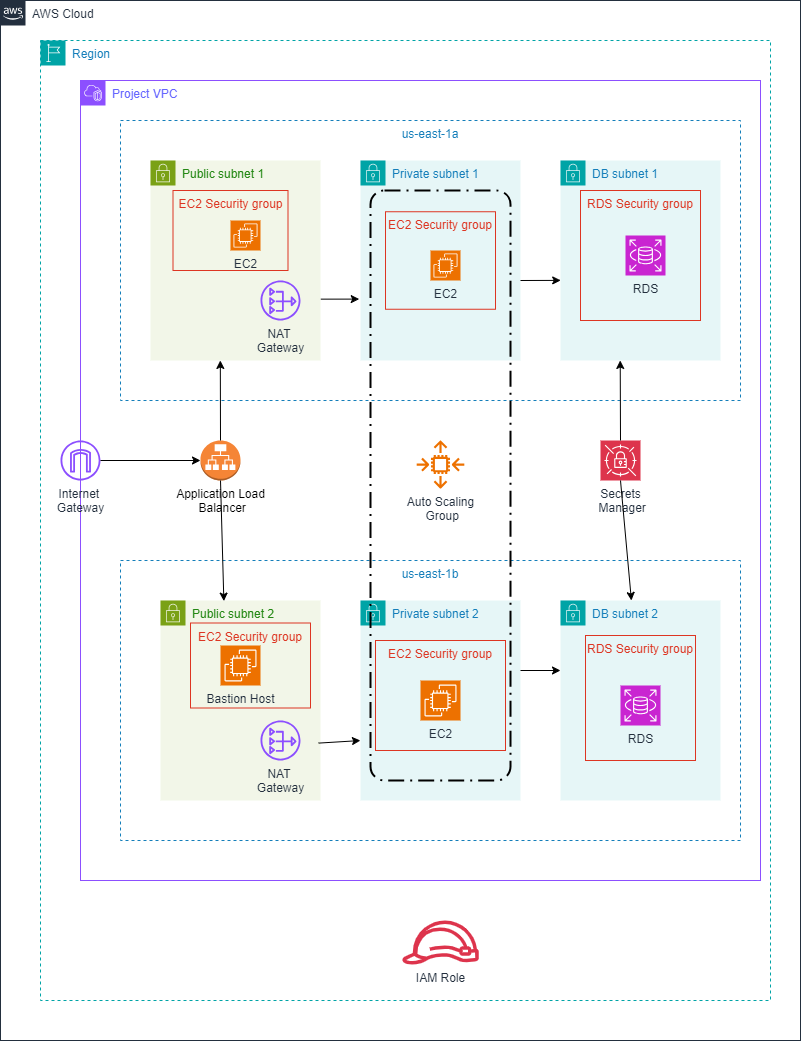 aws
AWS Cloud
Region
Project VPC
us-east-1a
Public subnet 1
Private subnet 1
DB subnet 1
EC2 Security group
EC2
NAT
Gateway
EC2 Security group
EC2
RDS Security group
RDS
Internet
Gateway
Application Load
Balancer
Auto Scaling
Group
Secrets
Manager
us-east-1b
Public subnet 2
Private subnet 2
DB subnet 2
EC2 Security group
Bastion Host
NAT
Gateway
EC2 Security group
EC2
RDS Security group
RDS
IAM Role